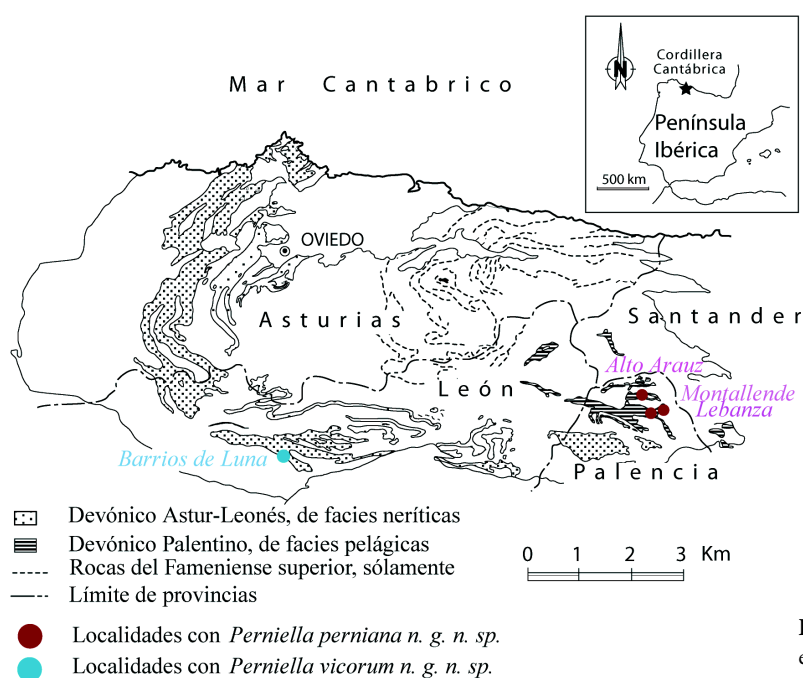 Mar Cantabrico
N
Cordillera
Cantábrica
Península
Ibérica
500 km
OVIEDO
Asturias
Santander
León
Alto Arauz
Montallende
Lebanza
Barrios de Luna
Palencia
Devónico Astur-Leonés, de facies neríticas
Devónico Palentino, de facies pelágicas
Rocas del Fameniense superior, sólamente
Límite de provincias
0 1 2 3 Km
Localidades con Perniella perniana n. g. n. sp.
Localidades con Perniella vicorum n. g. n. sp.